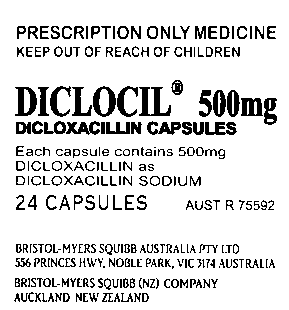 PRESCRIPTION ONLY MEDICINE
KEEP OUT OF REACH OF CHILDREN
DICLOCIL® 500mg
DICLOXACILLIN CAPSULES
Each capsule contains 500mg
DICLOXACILLIN as
DICLOXACILLIN SODIUM
24 CAPSULES AUST R 75592
BRISTOL-MYERS SQUIBB AUSTRALIA PTY LTD
556 PRINCES HWY, NOBLE PARK, VIC 3174 AUSTRALIA
BRISTOL-MYERS SQUIBB (NZ) COMPANY
AUCKLAND NEW ZEALAND